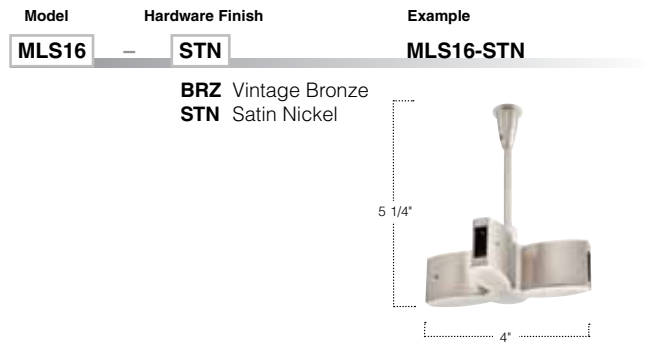 Model Hardware Finish Example
MLS16 – STN MLS16-STN
BRZ Vintage Bronze
STN Satin Nickel
5 1/4"
4"